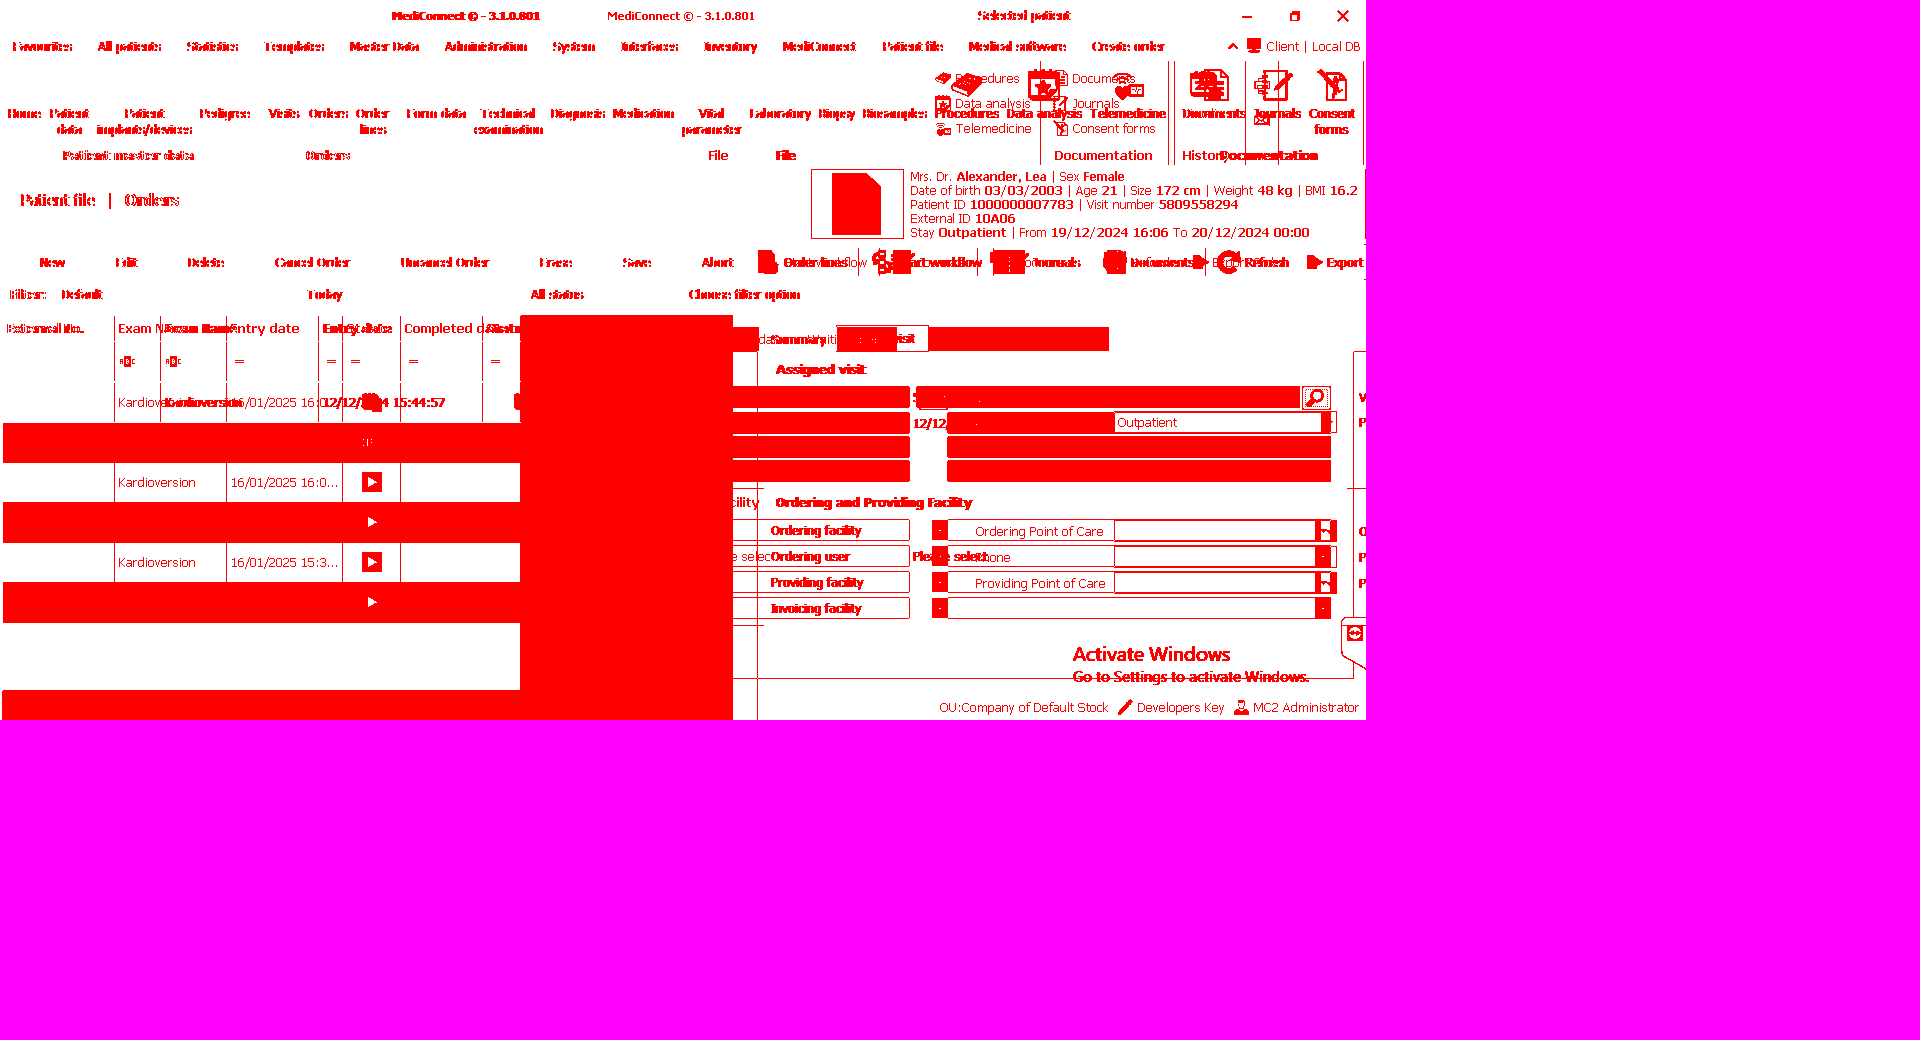 MediConnect © - 3.1.0.801 MediConnect © - 3.1.0.801 Selected patient
Favourites All patients Statistics Templates Master Data Administration System Interfaces Inventory MediConnect Patient file Medical software Create order Client | Local DB
Procedures Documents
Data analysis Journals
Telemedicine Consent forms
Home Patient data Patient implants/devices Pedigree Visits Orders Order lines Form data Technical examination Diagnosis Medication Vital parameter Laboratory Biopsy Biosamples Procedures Data analysis Telemedicine Documents Journals Consent forms
Patient master data Orders File File Documentation History Documentation
Mrs. Dr. Alexander, Lea | Sex Female
Date of birth 03/03/2003 | Age 21 | Size 172 cm | Weight 48 kg | BMI 16.2
Patient ID 1000000007783 | Visit number 5809558294
External ID 10A06
Stay Outpatient | From 19/12/2024 16:06 To 20/12/2024 00:00
Patient file | Orders
New Edit Delete Cancel Order Uncancel Order Erase Save Abort Order lines Journals Documents Refresh Export
Filter: Default Today All status Choose filter option
Exam Name Entry date Entry date Completed
Summary visit
Assigned visit
Kardioversion Kardioversion 16/01/2025 12/12/ 15:44:57
12/12/ Outpatient
Kardioversion 16/01/2025 16:0...
Ordering and Providing Facility
Ordering facility Ordering Point of Care
Kardioversion 16/01/2025 15:3... Ordering user Please select
Providing facility Providing Point of Care
Invoicing facility
Activate Windows
Go to Settings to activate Windows.
OU:Company of Default Stock Developers Key MC2 Administrator